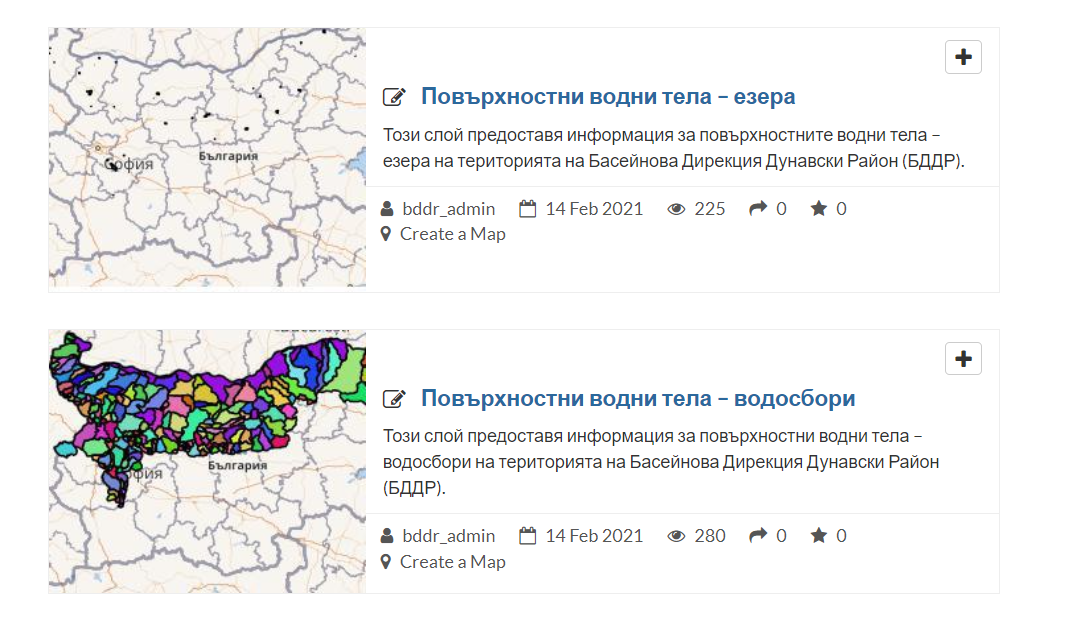 Повърхностни водни тела – езера
Този слой предоставя информация за повърхностните водни тела –
езера на територията на Басейнова Дирекция Дунавски Район (БДДР).
София
България
bddr_admin 14 Feb 2021 225 0 0
Create a Map
Повърхностни водни тела – водосбори
Този слой предоставя информация за повърхностни водни тела –
водосбори на територията на Басейнова Дирекция Дунавски Район
(БДДР).
България
фия
bddr_admin 14 Feb 2021 280 0 0
Create a Map